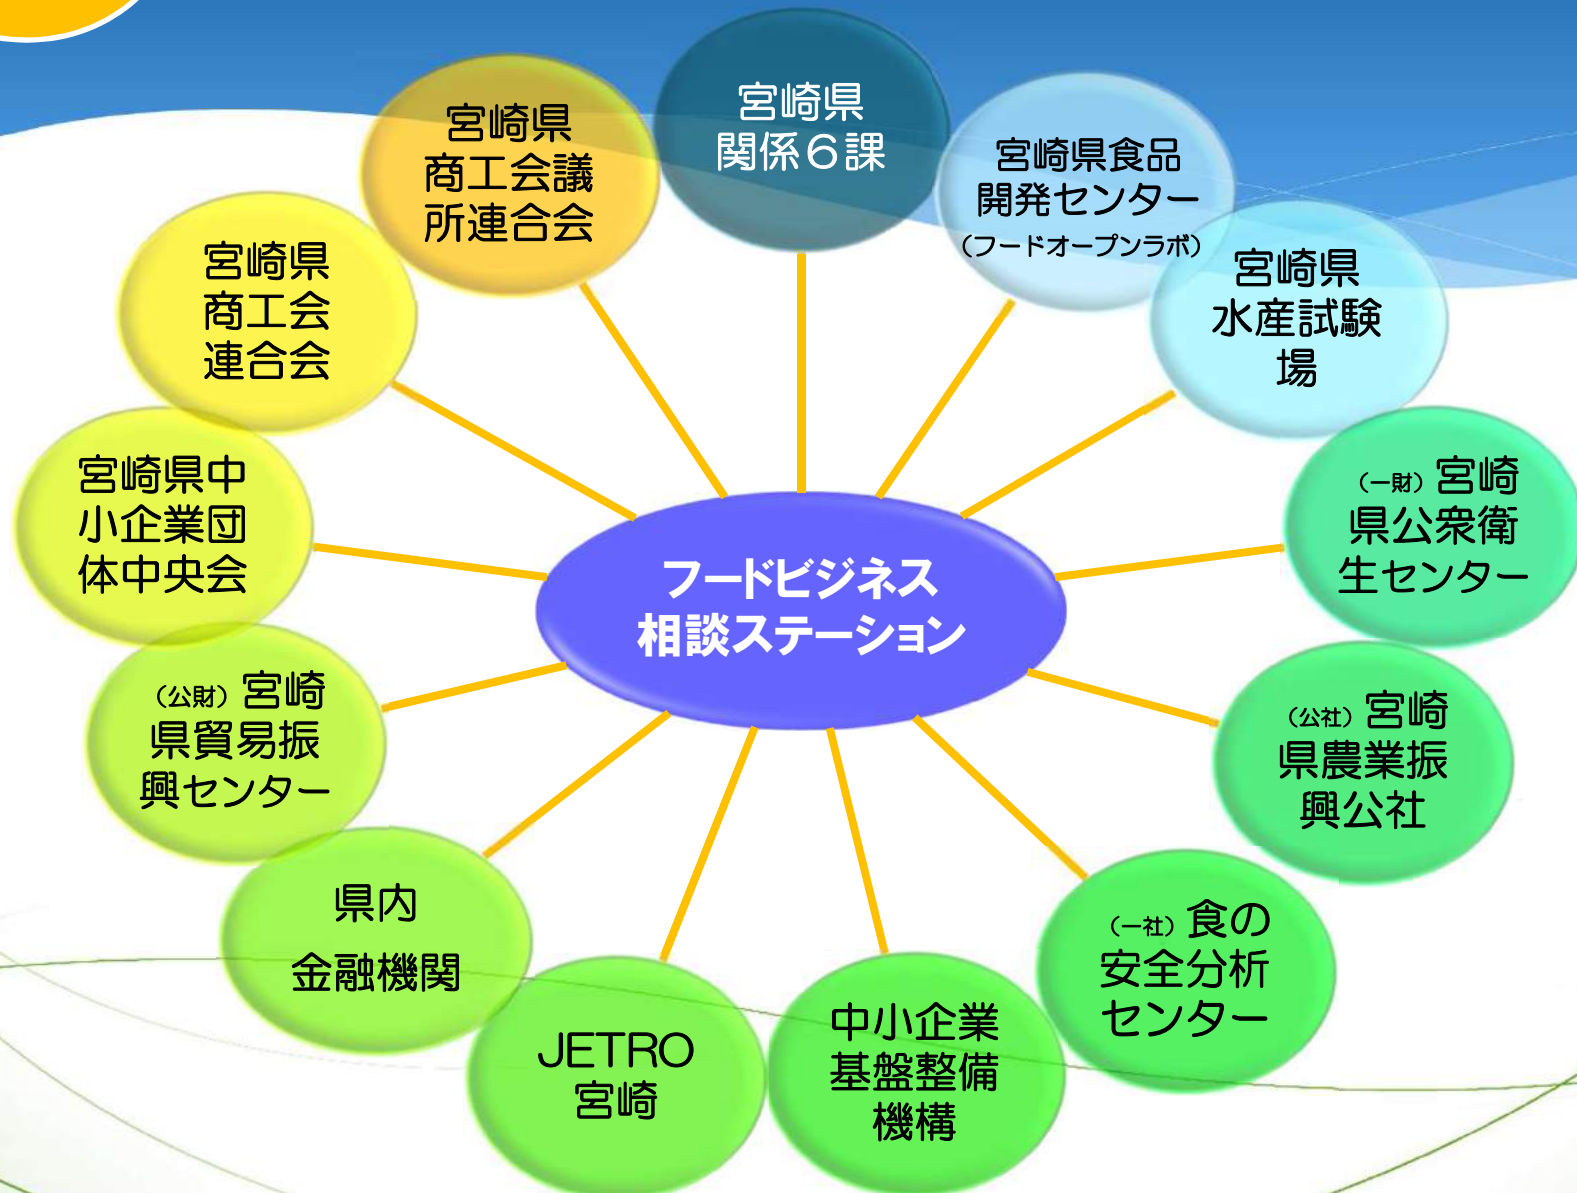 宮崎県
関係６課
宮崎県食品
開発センター
（フードオープンラボ）
宮崎県
水産試験
場
（一財）宮崎
県公衆衛
生センター
（公社）宮崎
県農業振
興公社
（一社）食の
安全分析
センター
中小企業
基盤整備
機構
JETRO
宮崎
県内
金融機関
（公財）宮崎
県貿易振
興センター
宮崎県中
小企業団
体中央会
宮崎県
商工会
連合会
宮崎県
商工会議
所連合会
フードビジネス
相談ステーション